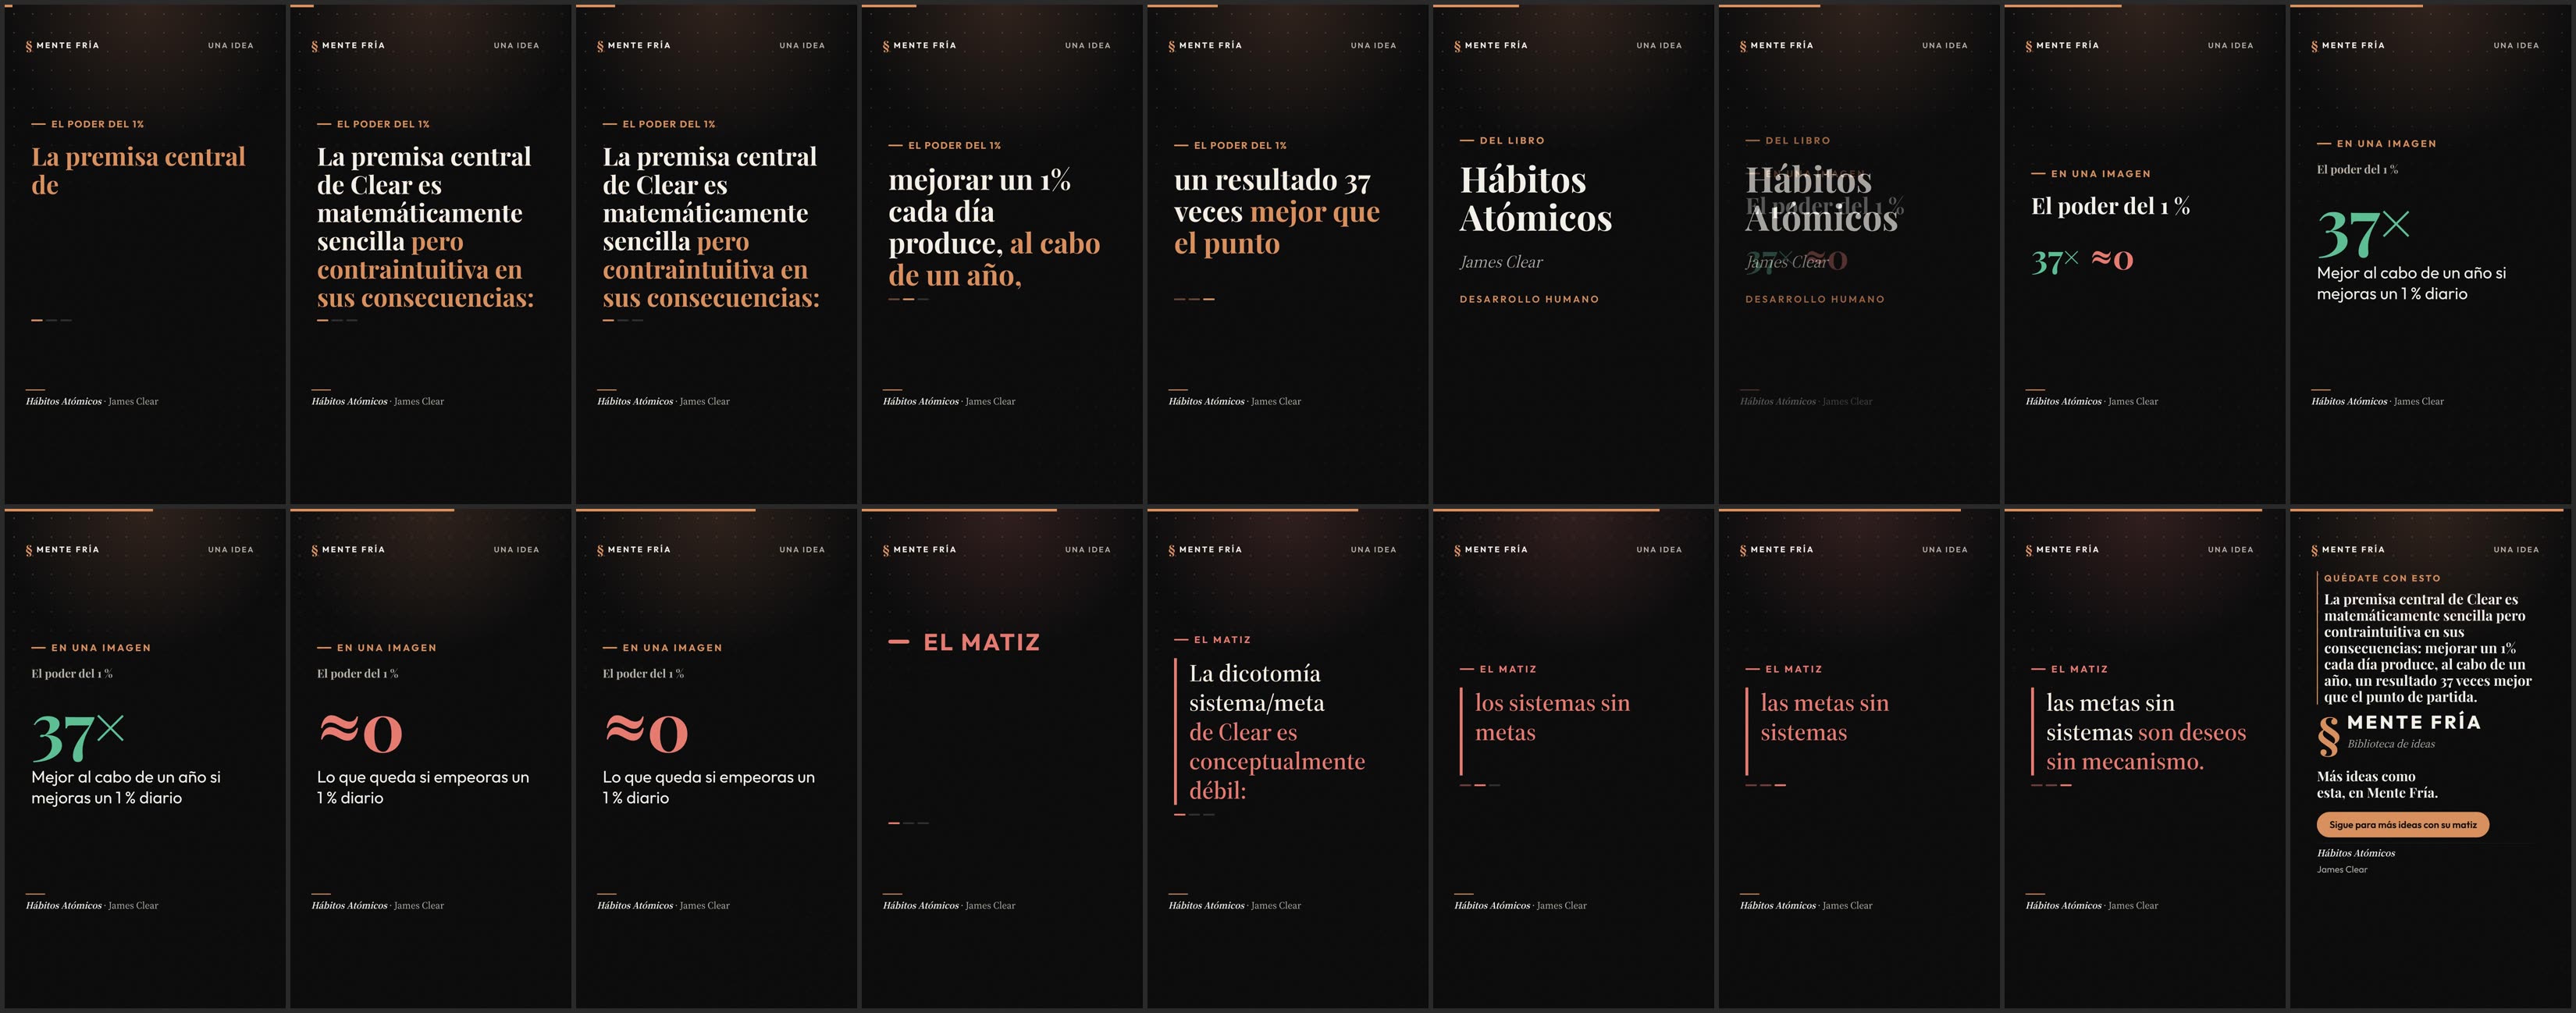 § MENTE FRÍA UNA IDEA
— EL PODER DEL 1%
La premisa central
de
Hábitos Atómicos · James Clear
§ MENTE FRÍA UNA IDEA
— EL PODER DEL 1%
La premisa central
de Clear es
matemáticamente
sencilla pero
contraintuitiva en
sus consecuencias:
Hábitos Atómicos · James Clear
§ MENTE FRÍA UNA IDEA
— EL PODER DEL 1%
La premisa central
de Clear es
matemáticamente
sencilla pero
contraintuitiva en
sus consecuencias:
Hábitos Atómicos · James Clear
§ MENTE FRÍA UNA IDEA
— EL PODER DEL 1%
mejorar un 1%
cada día
produce, al cabo
de un año,
Hábitos Atómicos · James Clear
§ MENTE FRÍA UNA IDEA
— EL PODER DEL 1%
un resultado 37
veces mejor que
el punto
Hábitos Atómicos · James Clear
§ MENTE FRÍA UNA IDEA
— DEL LIBRO
Hábitos
Atómicos
James Clear
DESARROLLO HUMANO
§ MENTE FRÍA UNA IDEA
— DEL LIBRO
Hábitos
El poder del 1 %
Atómicos
37× ≈0
James Clear
DESARROLLO HUMANO
Hábitos Atómicos · James Clear
§ MENTE FRÍA UNA IDEA
— EN UNA IMAGEN
El poder del 1 %
37× ≈0
Hábitos Atómicos · James Clear
§ MENTE FRÍA UNA IDEA
— EN UNA IMAGEN
El poder del 1 %
37×
Mejor al cabo de un año si
mejoras un 1 % diario
Hábitos Atómicos · James Clear
§ MENTE FRÍA UNA IDEA
— EN UNA IMAGEN
El poder del 1 %
37×
Mejor al cabo de un año si
mejoras un 1 % diario
Hábitos Atómicos · James Clear
§ MENTE FRÍA UNA IDEA
— EN UNA IMAGEN
El poder del 1 %
≈0
Lo que queda si empeoras un
1 % diario
Hábitos Atómicos · James Clear
§ MENTE FRÍA UNA IDEA
— EN UNA IMAGEN
El poder del 1 %
≈0
Lo que queda si empeoras un
1 % diario
Hábitos Atómicos · James Clear
§ MENTE FRÍA UNA IDEA
— EL MATIZ
Hábitos Atómicos · James Clear
§ MENTE FRÍA UNA IDEA
— EL MATIZ
La dicotomía
sistema/meta
de Clear es
conceptualmente
débil:
Hábitos Atómicos · James Clear
§ MENTE FRÍA UNA IDEA
— EL MATIZ
los sistemas sin
metas
Hábitos Atómicos · James Clear
§ MENTE FRÍA UNA IDEA
— EL MATIZ
las metas sin
sistemas
Hábitos Atómicos · James Clear
§ MENTE FRÍA UNA IDEA
— EL MATIZ
las metas sin
sistemas son deseos
sin mecanismo.
Hábitos Atómicos · James Clear
§ MENTE FRÍA UNA IDEA
QUÉDATE CON ESTO
La premisa central de Clear es
matemáticamente sencilla pero
contraintuitiva en sus
consecuencias: mejorar un 1%
cada día produce, al cabo de un
año, un resultado 37 veces mejor
que el punto de partida.
§ MENTE FRÍA
Biblioteca de ideas
Más ideas como
esta, en Mente Fría.
Sigue para más ideas con su matiz
Hábitos Atómicos
James Clear